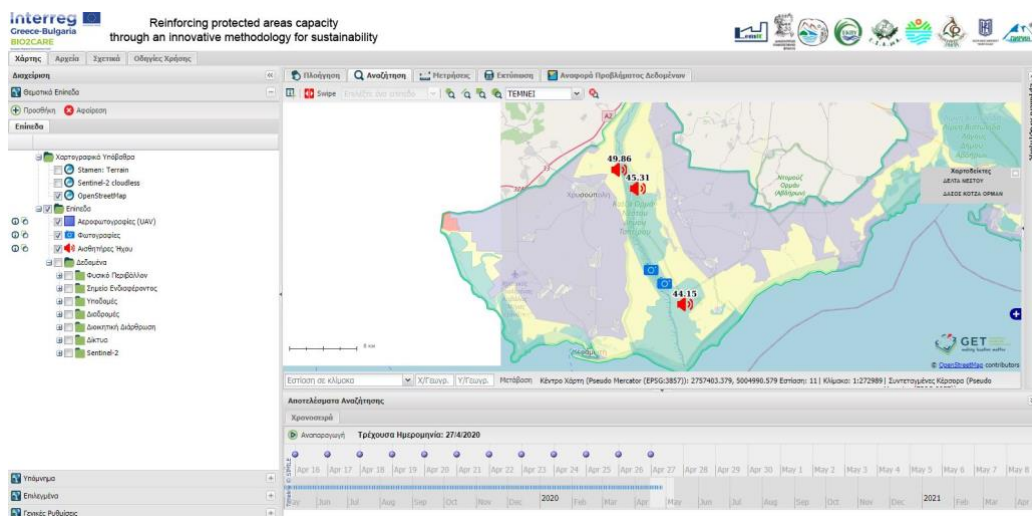 Interreg
Greece-Bulgaria
BIO2CARE
Reinforcing protected areas capacity
through an innovative methodology for sustainability
Χάρτης Αρχεία Σχετικά Οδηγίες Χρήσης
Διαχείριση
Πλοήγηση Αναζήτηση Μετρήσεις Εκτύπωση Αναφορά Προβλήματος Δεδομένων
Θεματικά Επίπεδα
Swipe Επιλέξτε ένα επίπεδο ΤΕΜΝΕΙ
Προσθήκη Αφαίρεση
Επίπεδα
Χαρτογραφικά Υπόβαθρα
Stamen: Terrain
Sentinel-2 cloudless
OpenStreetMap
Επίπεδα
Αεροφωτογραφίες (UAV)
Φωτογραφίες
Αισθητήρες Ήχου
Δεδομένα
Φυσικό Περιβάλλον
Σημείο Ενδιαφέροντος
Υποδομές
Διαδρομές
Διοικητική Διάρθρωση
Δίκτυα
Sentinel-2
A2
49.86
45.31
Χρυσούπολη
44.15
Χαρτοδείκτες
ΔΕΛΤΑ ΝΕΣΤΟΥ
ΔΑΣΟΣ ΚΟΤΖΑ ΟΡΜΑΝ
GET
© OpenStreetMap contributors
Εστίαση σε κλίμακα Χ/Γεωγρ. Υ/Γεωγρ. Μετάβαση Κέντρο Χάρτη (Pseudo Mercator (EPSG:3857)): 2757403.379, 5004990.579 Εστίαση: 11 | Κλίμακα: 1:272989 | Συντεταγμένες Κέρσορα (Pseudo
Αποτελέσματα Αναζήτησης
Χρονοσειρά
Αναπαραγωγή Τρέχουσα Ημερομηνία: 27/4/2020
Apr 16 Apr 17 Apr 18 Apr 19 Apr 20 Apr 21 Apr 22 Apr 23 Apr 24 Apr 25 Apr 26 Apr 27 Apr 28 Apr 29 Apr 30 May 1 May 2 May 3 May 4 May 5 May 6 May 7 May 8
Jun Jul Aug Sep Oct Nov Dec 2020 Feb Mar Apr May Jun Jul Aug Sep Oct Nov Dec 2021 Feb Mar Apr
Υπόμνημα
Επιλεγμένα
Γενικές Ρυθμίσεις